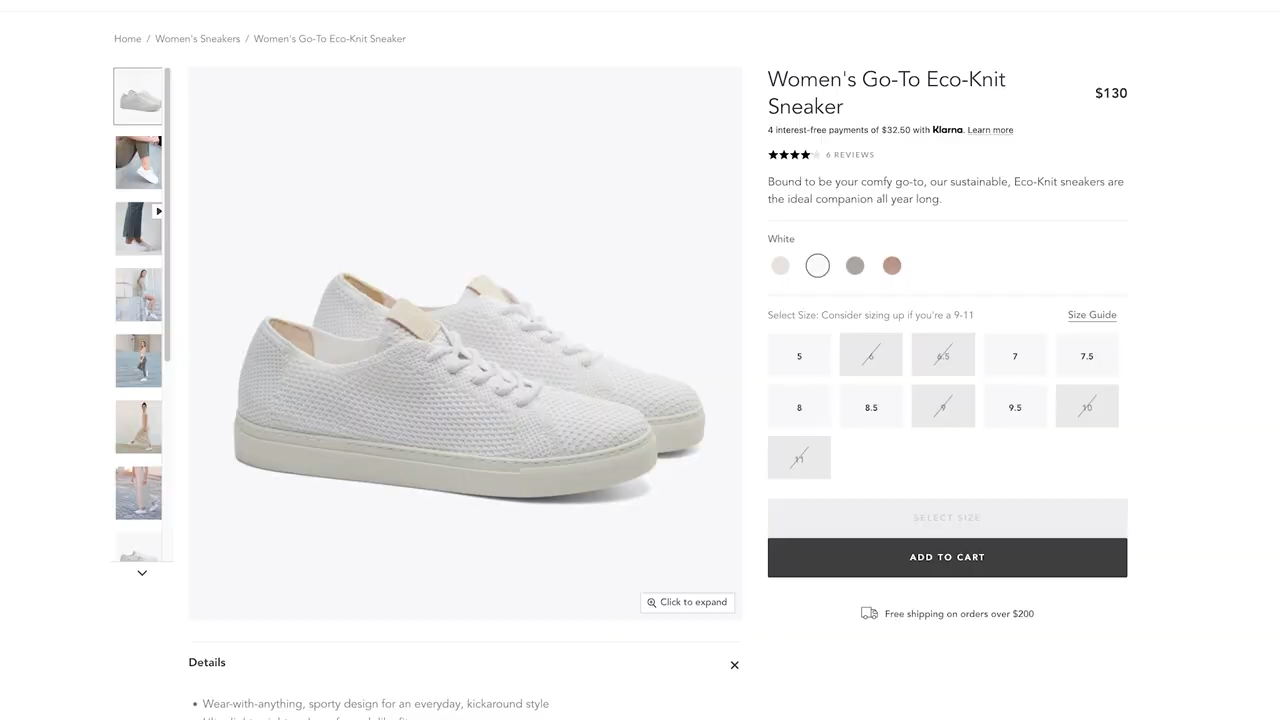 Home / Women's Sneakers / Women's Go-To Eco-Knit Sneaker
Women's Go-To Eco-Knit
Sneaker
$130
4 interest-free payments of $32.50 with Klarna. Learn more
6 REVIEWS
Bound to be your comfy go-to, our sustainable, Eco-Knit sneakers are
the ideal companion all year long.
White
Select Size: Consider sizing up if you're a 9-11
Size Guide
5 6 6.5 7 7.5
8 8.5 9 9.5 10
11
SELECT SIZE
ADD TO CART
Click to expand
Free shipping on orders over $200
Details
• Wear-with-anything, sporty design for an everyday, kickaround style